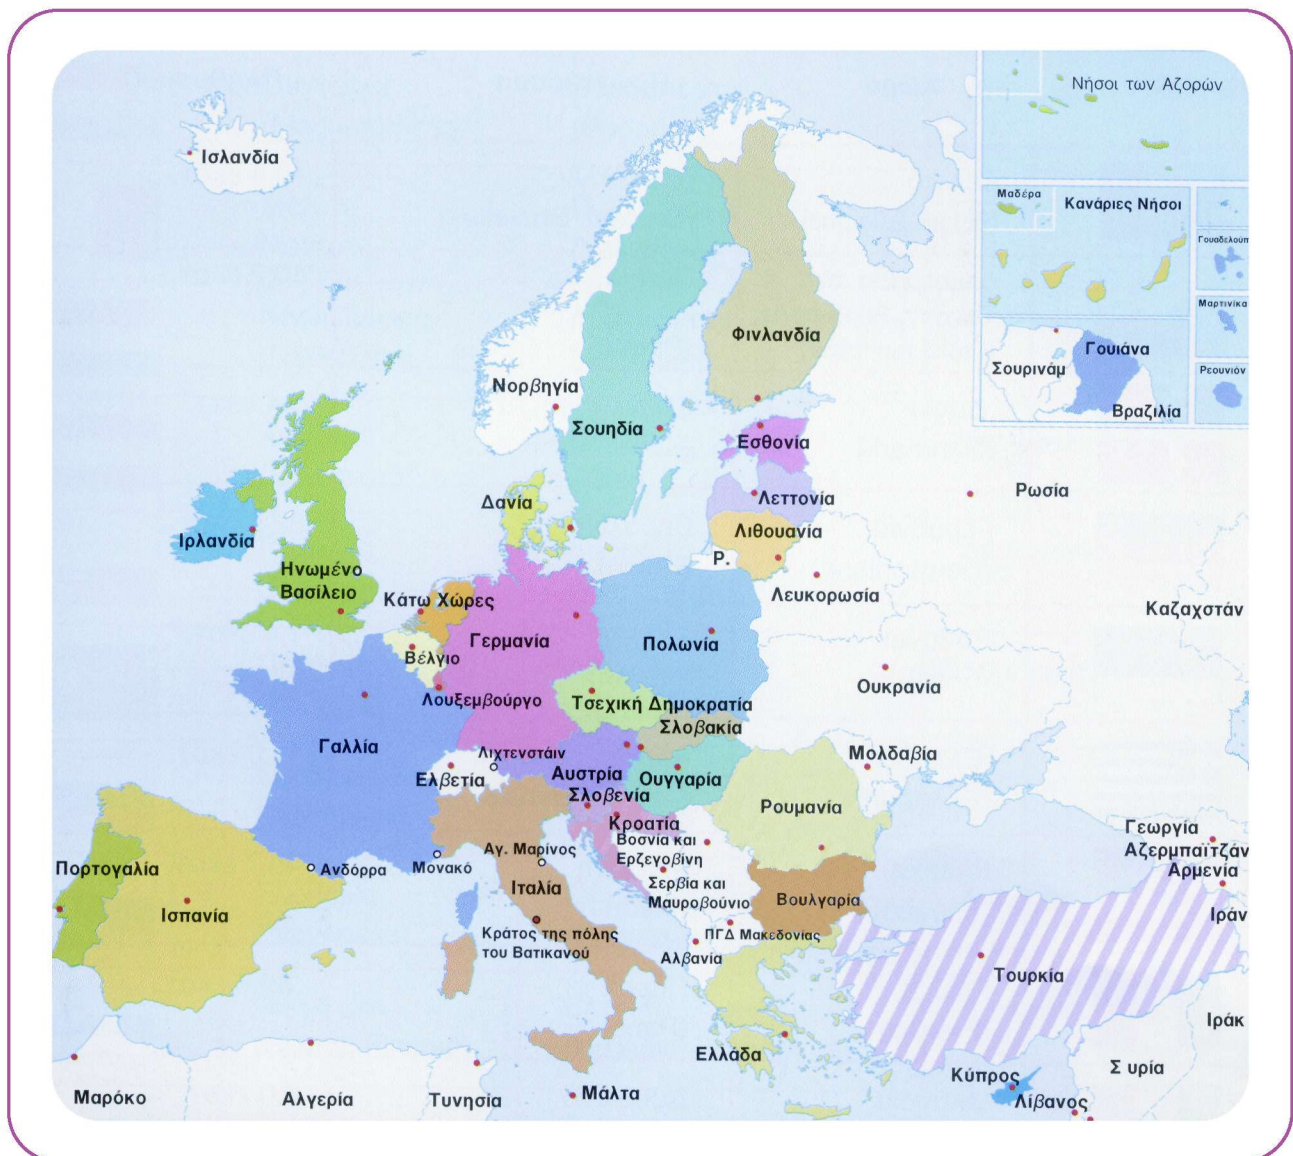 Νήσοι των Αζορών
Ισλανδία
Μαδέρα
Κανάριες Νήσοι
Γουαδελούπ
Μαρτινίκα
Φινλανδία
Γουιάνα
Σουρινάμ
Ρεουνιόν
Βραζιλία
Νορβηγία
Σουηδία
Εσθονία
Ρωσία
Λεττονία
Δανία
Λιθουανία
Ιρλανδία
Ρ.
Ηνωμένο
Βασίλειο
Λευκορωσία
Κάτω Χώρες
Καζαχστάν
Γερμανία
Πολωνία
Βέλγιο
Ουκρανία
Λουξεμβούργο
Τσεχική Δημοκρατία
Σλοβακία
Γαλλία
Λιχτενστάιν
Μολδαβία
Ελβετία
Αυστρία
Ουγγαρία
Σλοβενία
Ρουμανία
Κροατία
Γεωργία
Βοσνία και
Ερζεγοβίνη
Αζερμπαϊτζάν
Αγ. Μαρίνος
Πορτογαλία
Ανδόρρα
Μονακό
Αρμενία
Ιταλία
Σερβία και
Μαυροβούνιο
Βουλγαρία
Ισπανία
Ιράν
Κράτος της πόλης
του Βατικανού
ΠΓΔ Μακεδονίας
Αλβανία
Τουρκία
Ιράκ
Ελλάδα
Σ υρία
Κύπρος
Μαρόκο
Αλγερία
Τυνησία
Μάλτα
Λίβανος